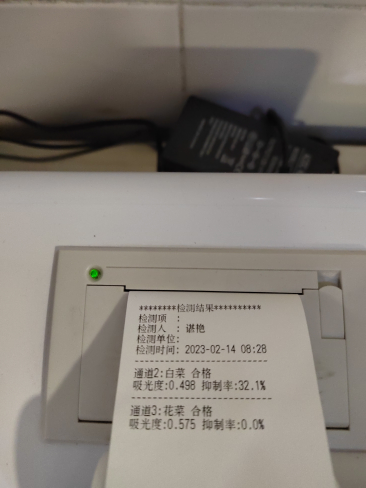 ********检测结果**********
检测项 :
检测人 : 谌艳
检测单位:
检测时间: 2023-02-14 08:28
通道2:白菜 合格
吸光度:0.498 抑制率:32.1%
通道3:花菜 合格
吸光度:0.575 抑制率:0.0%